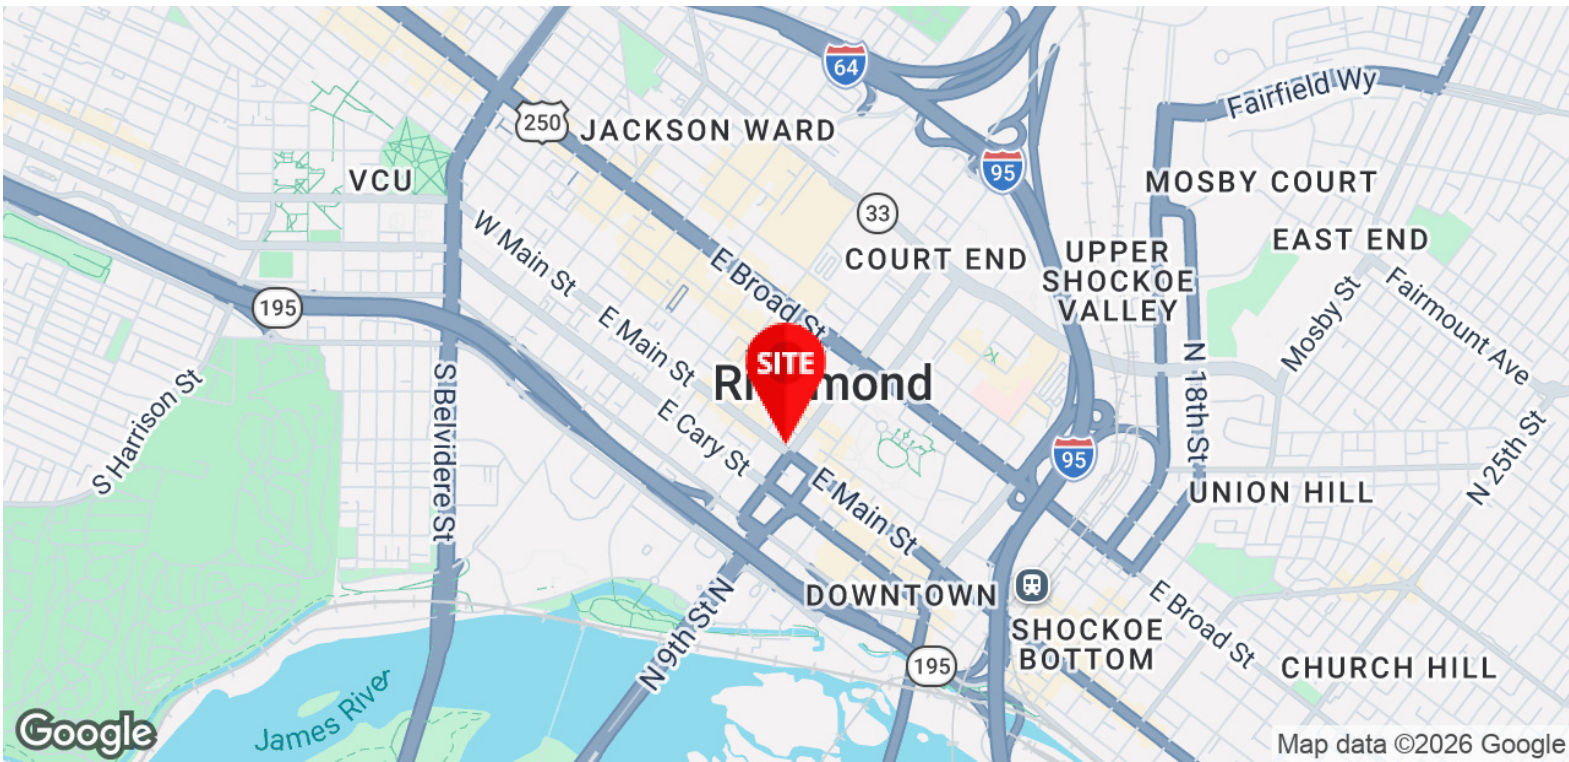 64
Fairfield Wy
250
JACKSON WARD
95
VCU
MOSBY COURT
33
W Main St
EAST END
COURT END
UPPER
SHOCKOE
VALLEY
E Broad St
195
E Main St
Mosby St
Fairmount Ave
SITE
Richmond
N 18th St
S Harrison St
S Belvidere St
E Cary St
N 25th St
95
E Main St
UNION HILL
DOWNTOWN
E Broad St
N 9th St N
SHOCKOE
BOTTOM
195
CHURCH HILL
James River
Google
Map data ©2026 Google